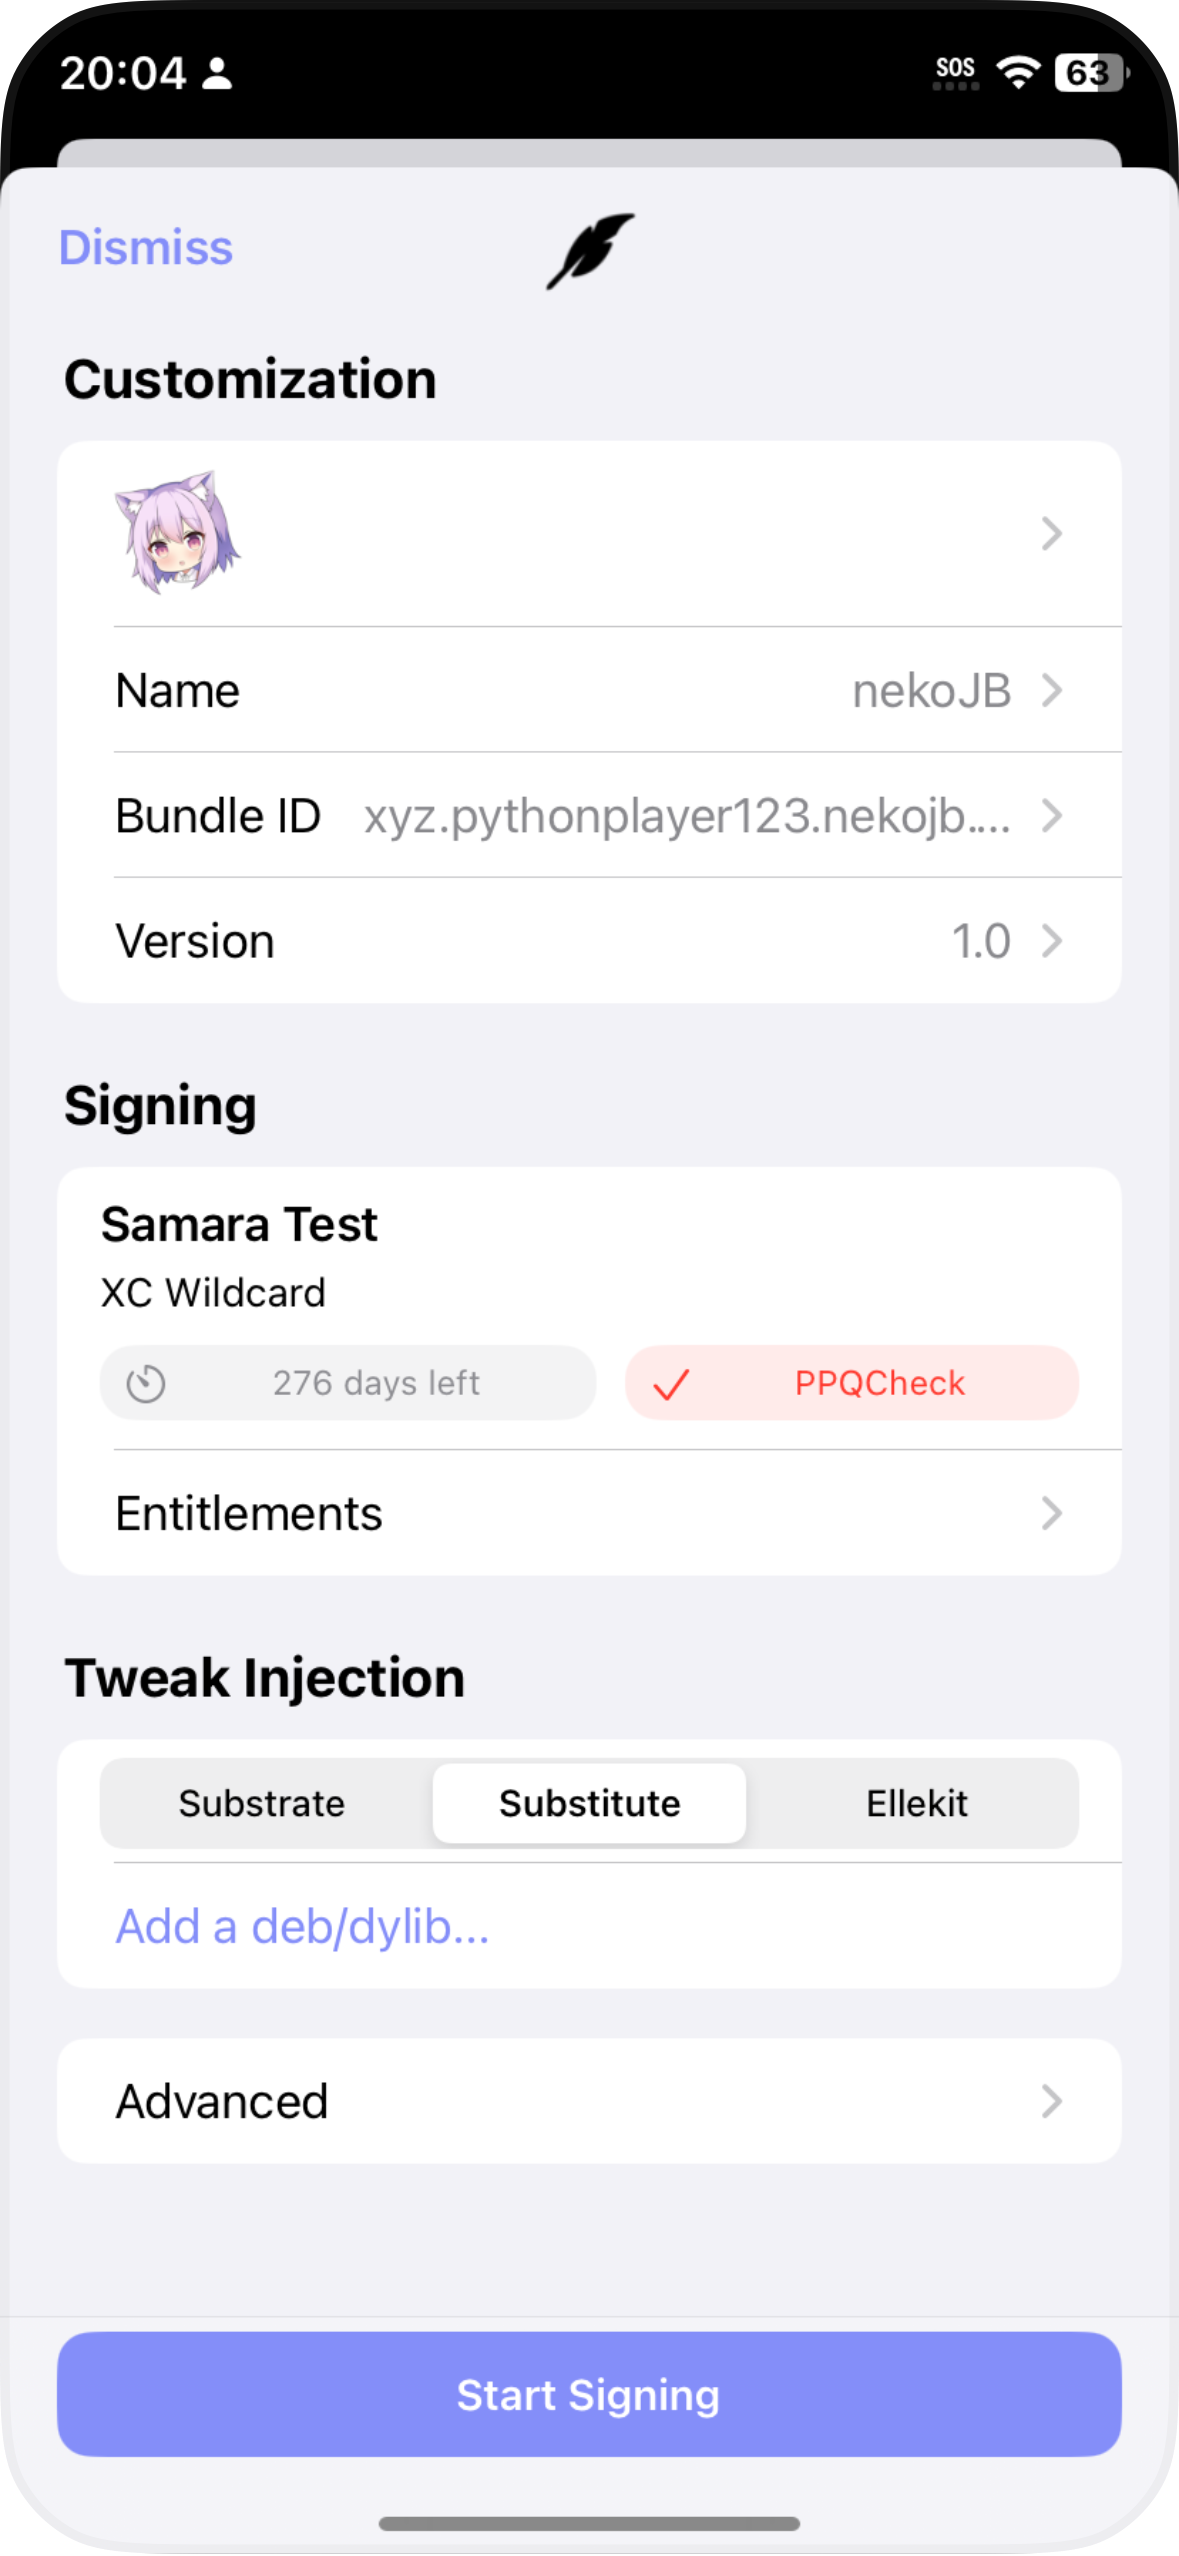 20:04
SOS
63
Dismiss
Customization
Name nekoJB
Bundle ID xyz.pythonplayer123.nekojb....
Version 1.0
Signing
Samara Test
XC Wildcard
276 days left PPQCheck
Entitlements
Tweak Injection
Substrate Substitute Ellekit
Add a deb/dylib...
Advanced
Start Signing